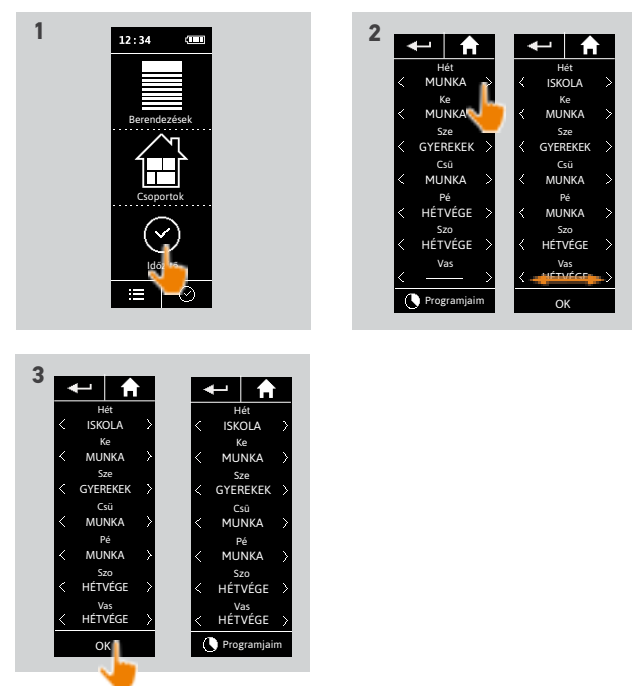 1
12:34
Berendezések
Csoportok
2
Hét
MUNKA
Ke
MUNKA
Sze
GYEREKEK
Csü
MUNKA
Pé
HÉTVÉGE
Szo
HÉTVÉGE
Vas
Programjaim
Hét
ISKOLA
Ke
MUNKA
Sze
GYEREKEK
Csü
MUNKA
Pé
MUNKA
Szo
HÉTVÉGE
Vas
HÉTVÉGE
OK
3
Hét
ISKOLA
Ke
MUNKA
Sze
GYEREKEK
Csü
MUNKA
Pé
MUNKA
Szo
HÉTVÉGE
Vas
HÉTVÉGE
OK
Hét
ISKOLA
Ke
MUNKA
Sze
GYEREKEK
Csü
MUNKA
Pé
MUNKA
Szo
HÉTVÉGE
Vas
HÉTVÉGE
Programjaim